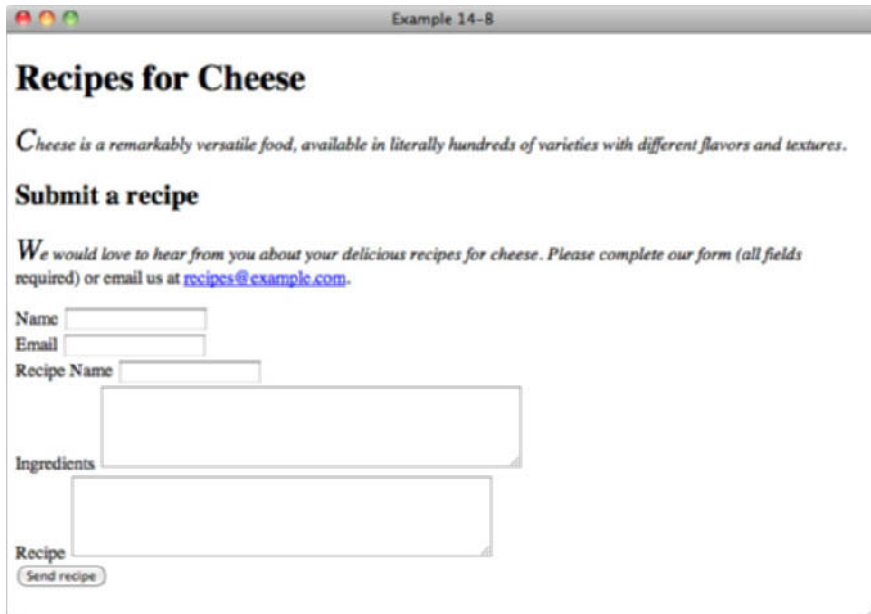 Example 14-8
Recipes for Cheese
Cheese is a remarkably versatile food, available in literally hundreds of varieties with different flavors and textures.
Submit a recipe
We would love to hear from you about your delicious recipes for cheese. Please complete our form (all fields
required) or email us at recipes@example.com.
Name
Email
Recipe Name
Ingredients
Recipe
Send recipe